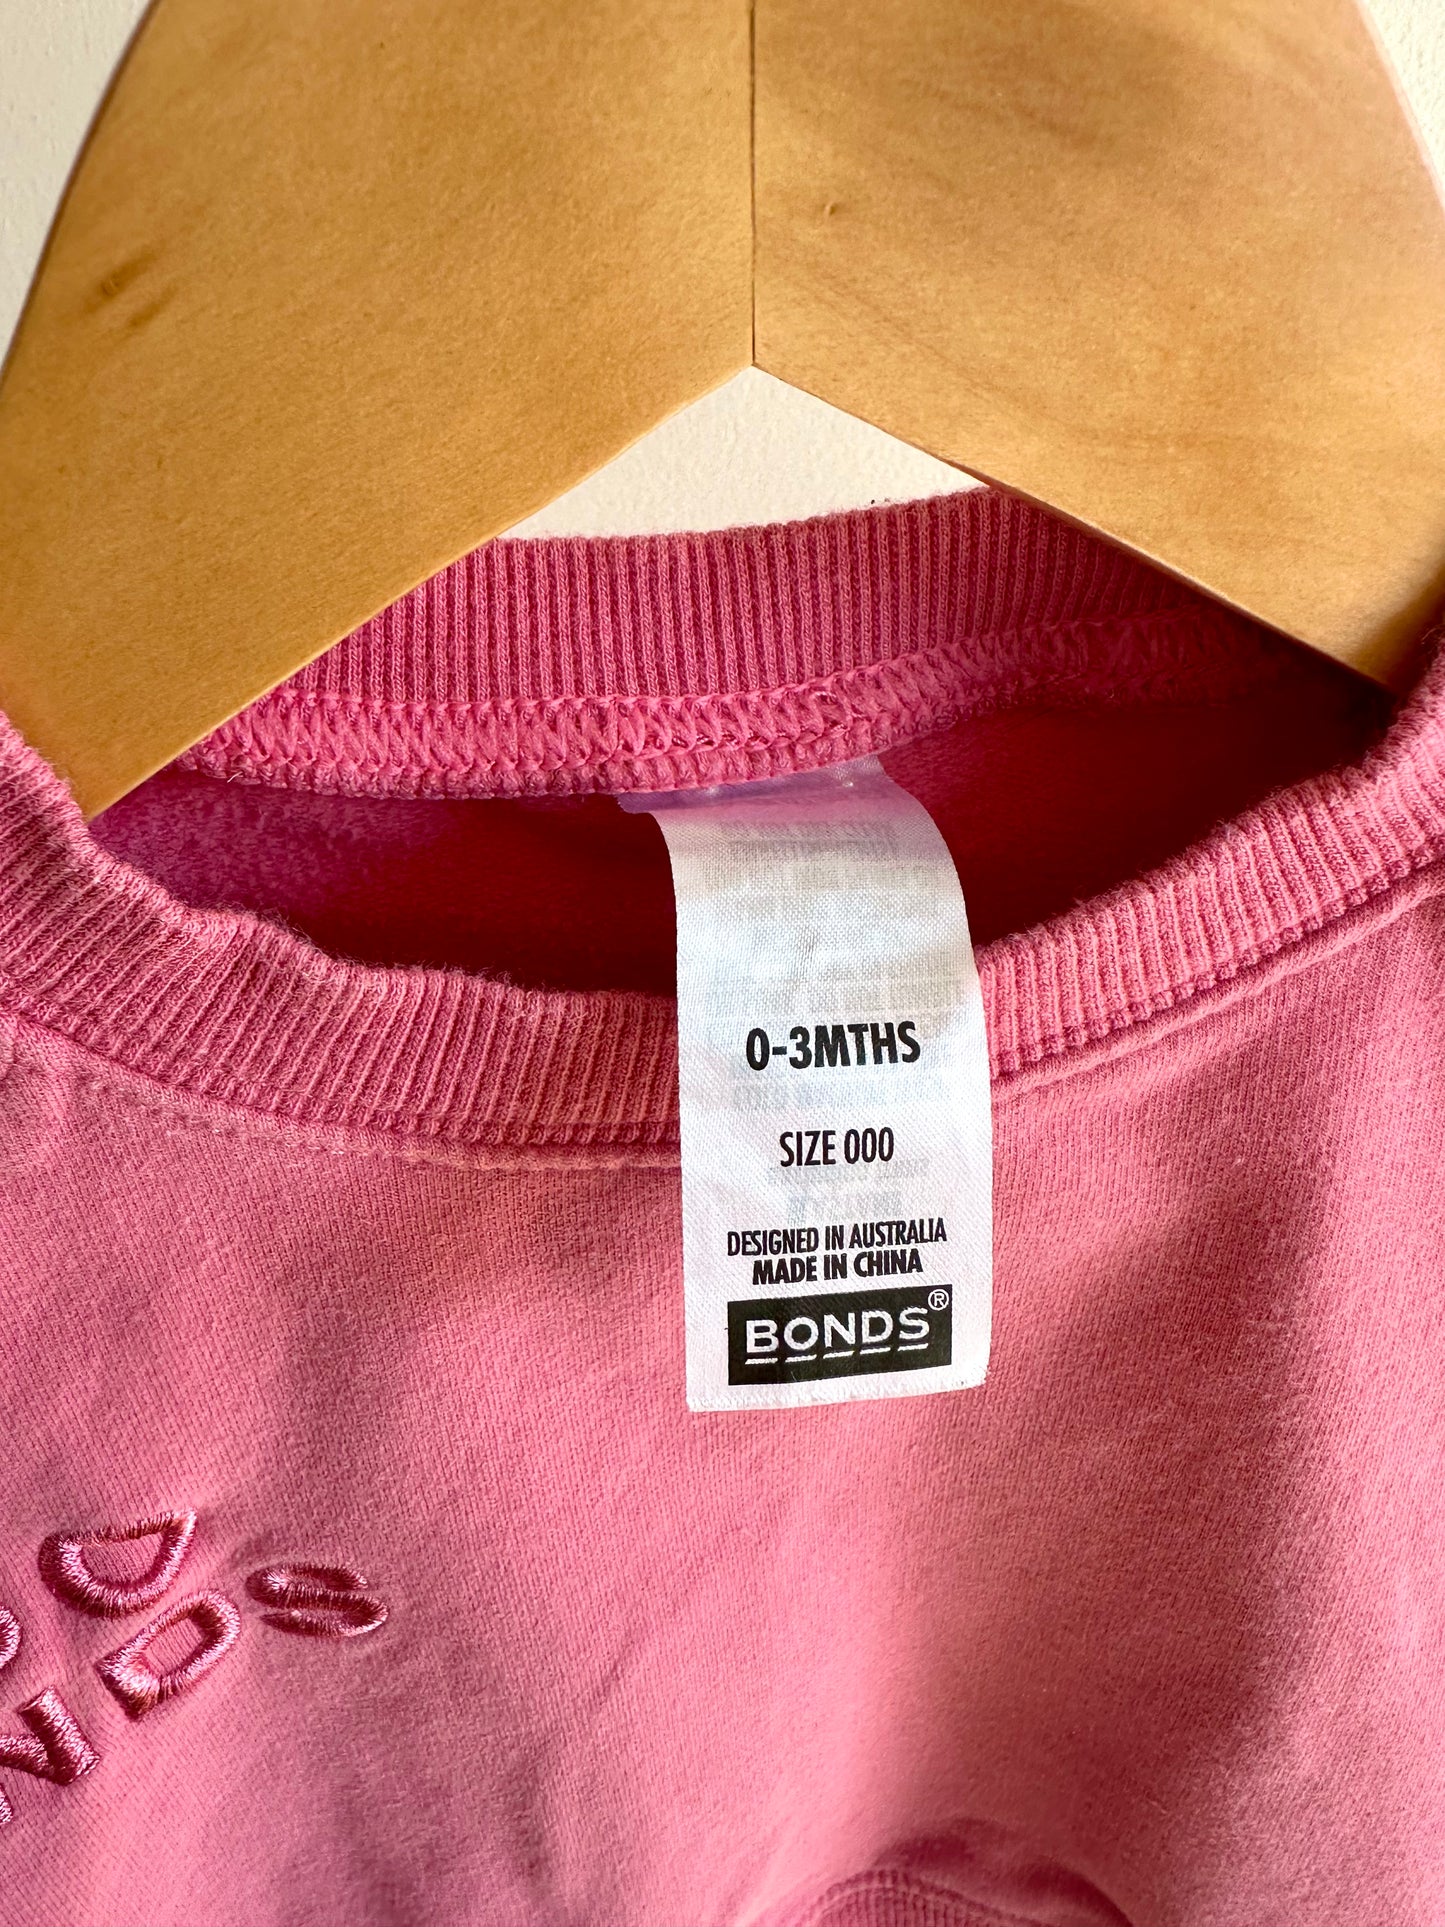 0-3MTHS
SIZE 000
DESIGNED IN AUSTRALIA
MADE IN CHINA
BONDS®